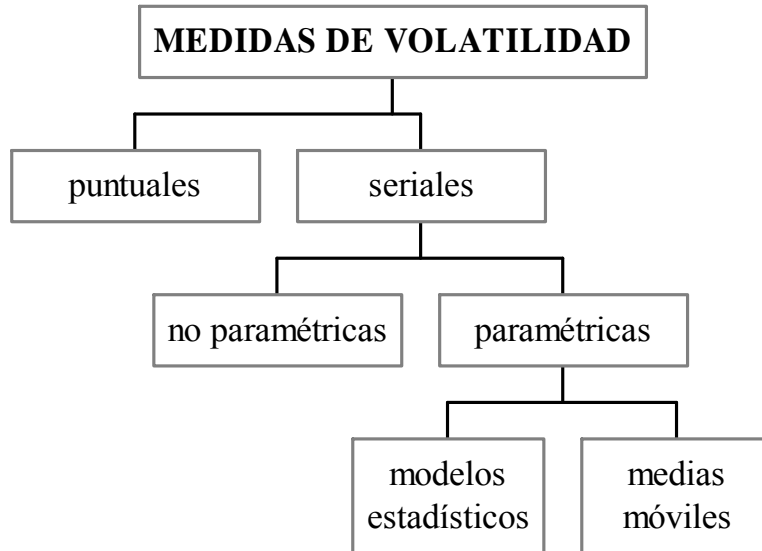 MEDIDAS DE VOLATILIDAD
puntuales
seriales
no paramétricas
paramétricas
modelos
estadísticos
medias
móviles